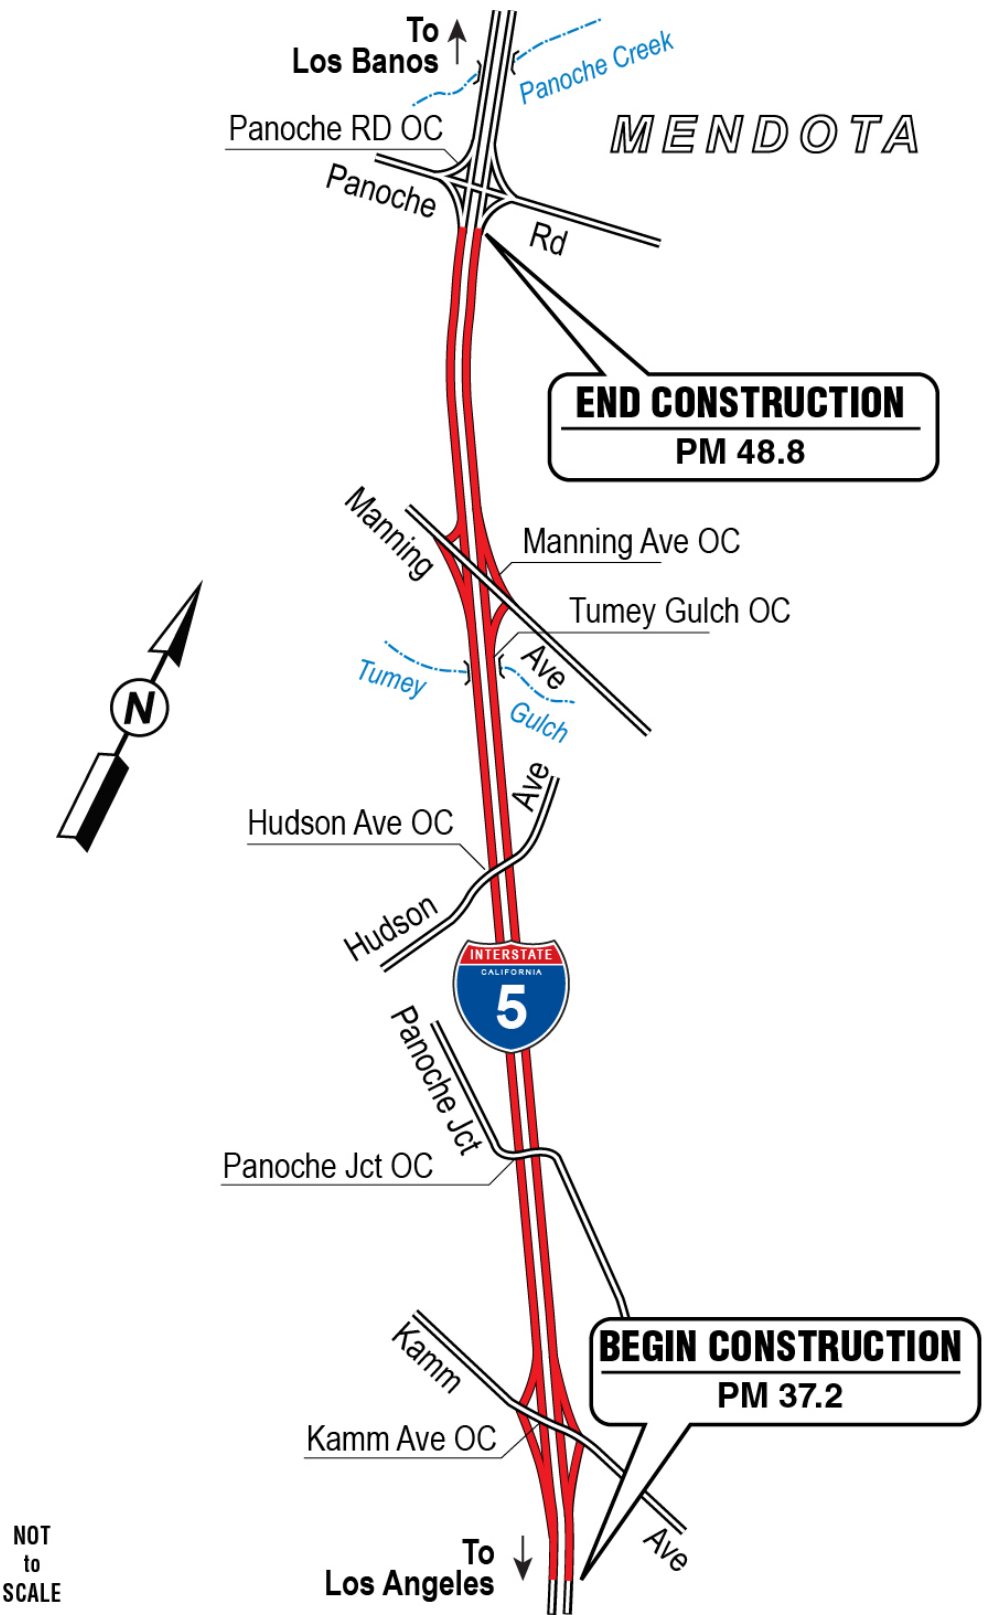 To
Los Banos
Panoche Creek
Panoche RD OC
MENDOTA
Panoche
Rd
END CONSTRUCTION
PM 48.8
Manning
Manning Ave OC
Tumey Gulch OC
Ave
Tumey
Gulch
N
Ave
Hudson Ave OC
Hudson
INTERSTATE
CALIFORNIA
5
Panoche Jct
Panoche Jct OC
Kamm
BEGIN CONSTRUCTION
PM 37.2
Kamm Ave OC
Ave
NOT
to
SCALE
To
Los Angeles